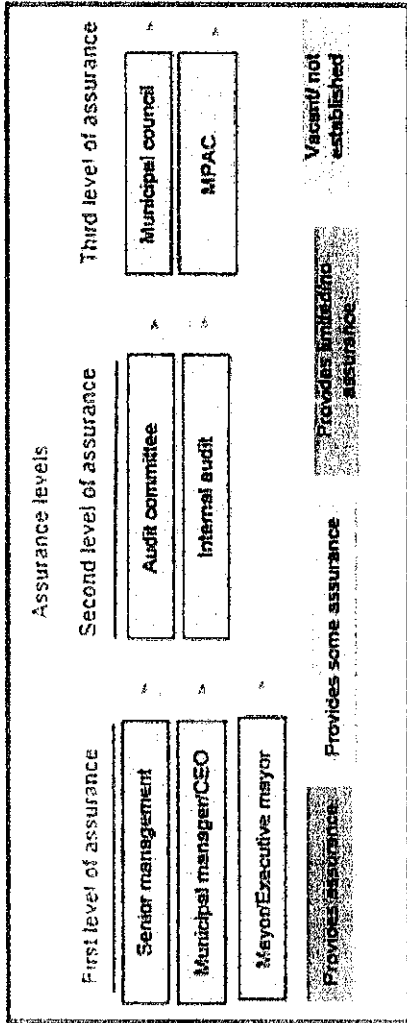 Assurance levels
First level of assurance
Second level of assurance
Third level of assurance
Senior management
Municipal manager/CEO
Mayor/Executive mayor
Audit committee
Internal audit
Municipal council
MPAC
Provides assurance
Provides some assurance
Provides limited/no
assurance
Vacant/ not
established